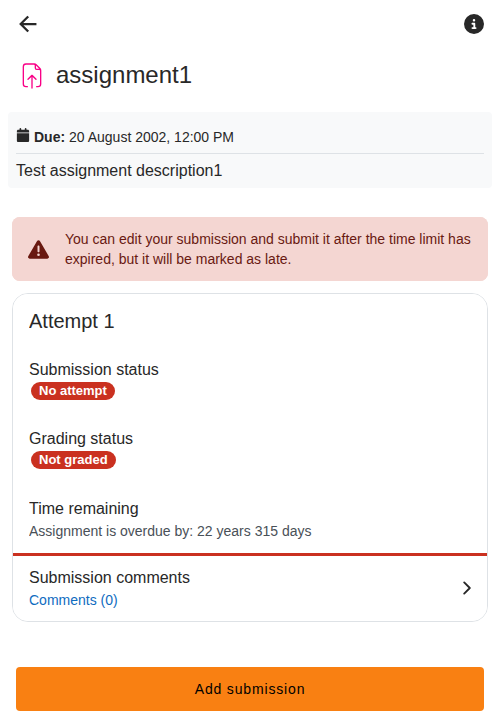 assignment1
Due: 20 August 2002, 12:00 PM
Test assignment description1
You can edit your submission and submit it after the time limit has
expired, but it will be marked as late.
Attempt 1
Submission status
No attempt
Grading status
Not graded
Time remaining
Assignment is overdue by: 22 years 315 days
Submission comments
Comments (0)
Add submission